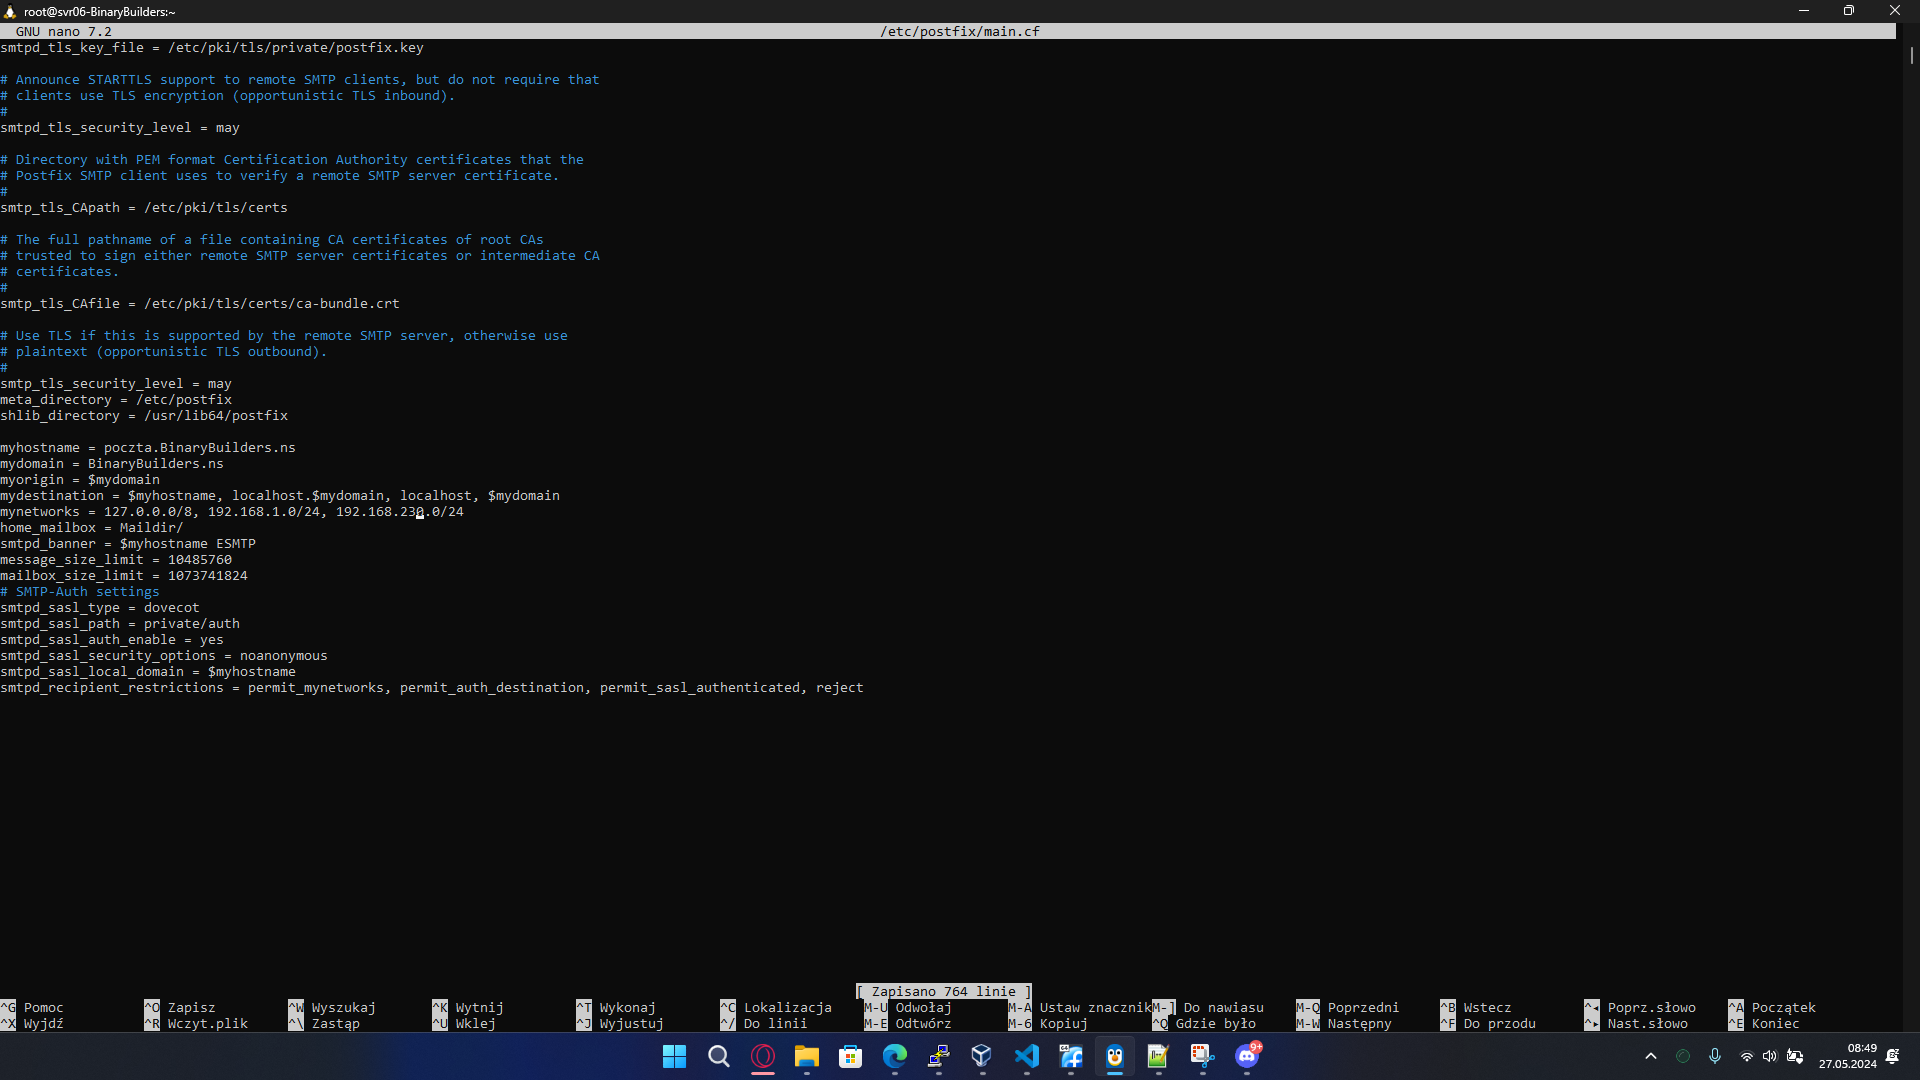 root@svr06-BinaryBuilders:~
GNU nano 7.2 /etc/postfix/main.cf
smtpd_tls_key_file = /etc/pki/tls/private/postfix.key
# Announce STARTTLS support to remote SMTP clients, but do not require that
# clients use TLS encryption (opportunistic TLS inbound).
#
smtpd_tls_security_level = may
# Directory with PEM format Certification Authority certificates that the
# Postfix SMTP client uses to verify a remote SMTP server certificate.
#
smtp_tls_CApath = /etc/pki/tls/certs
# The full pathname of a file containing CA certificates of root CAs
# trusted to sign either remote SMTP server certificates or intermediate CA
# certificates.
#
smtp_tls_CAfile = /etc/pki/tls/certs/ca-bundle.crt
# Use TLS if this is supported by the remote SMTP server, otherwise use
# plaintext (opportunistic TLS outbound).
#
smtp_tls_security_level = may
meta_directory = /etc/postfix
shlib_directory = /usr/lib64/postfix
myhostname = poczta.BinaryBuilders.ns
mydomain = BinaryBuilders.ns
myorigin = $mydomain
mydestination = $myhostname, localhost.$mydomain, localhost, $mydomain
mynetworks = 127.0.0.0/8, 192.168.1.0/24, 192.168.230.0/24
home_mailbox = Maildir/
smtpd_banner = $myhostname ESMTP
message_size_limit = 10485760
mailbox_size_limit = 1073741824
# SMTP-Auth settings
smtpd_sasl_type = dovecot
smtpd_sasl_path = private/auth
smtpd_sasl_auth_enable = yes
smtpd_sasl_security_options = noanonymous
smtpd_sasl_local_domain = $myhostname
smtpd_recipient_restrictions = permit_mynetworks, permit_auth_destination, permit_sasl_authenticated, reject
[ Zapisano 764 linie ]
^G Pomoc ^O Zapisz ^W Wyszukaj ^K Wytnij ^T Wykonaj ^C Lokalizacja M-U Odwołaj M-A Ustaw znacznik M-] Do nawiasu M-Q Poprzedni ^B Wstecz ^◂ Poprz.słowo ^A Początek
^X Wyjdź ^R Wczyt.plik ^\ Zastąp ^U Wklej ^J Wyjustuj ^/ Do linii M-E Odtwórz M-6 Kopiuj ^Q Gdzie było M-W Następny ^F Do przodu ^▸ Nast.słowo ^E Koniec
9+
08:49
27.05.2024